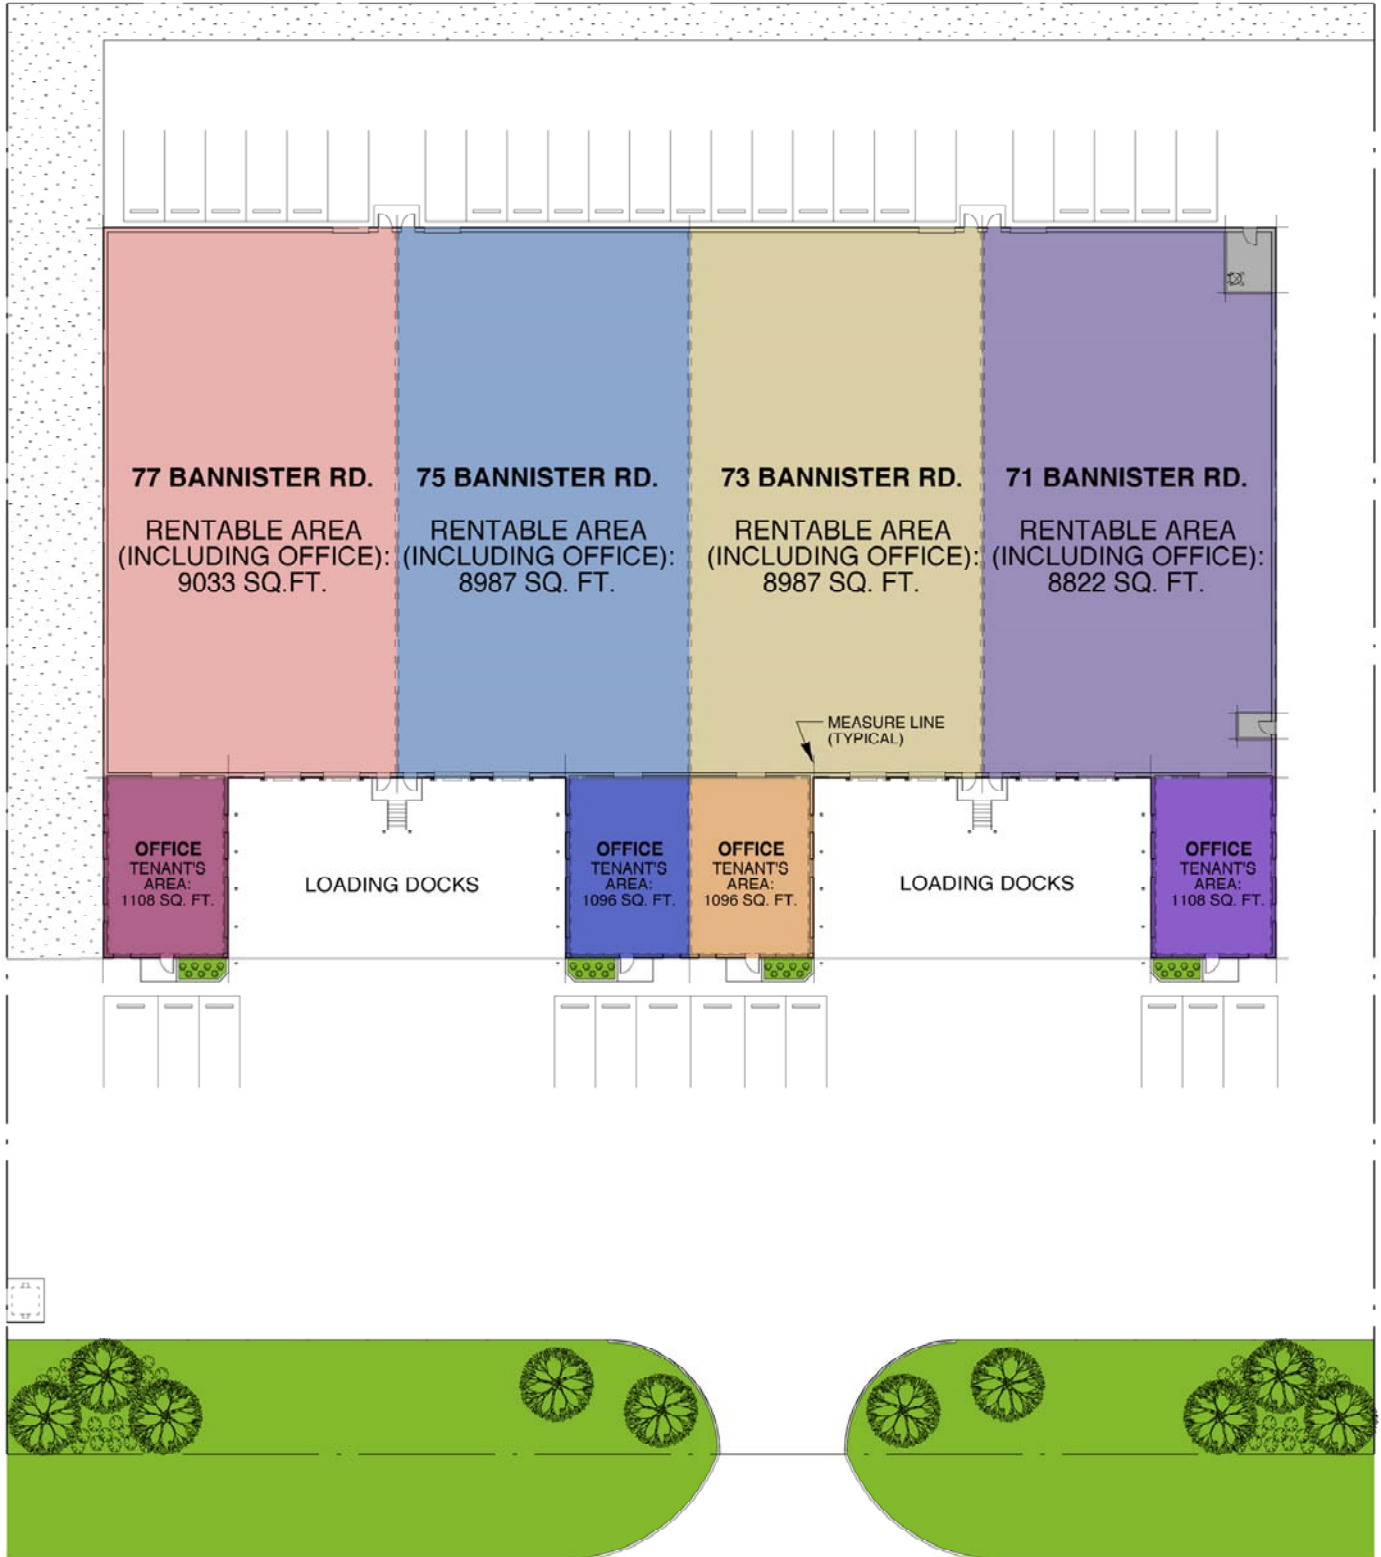 77 BANNISTER RD.
RENTABLE AREA
(INCLUDING OFFICE):
9033 SQ.FT.
75 BANNISTER RD.
RENTABLE AREA
(INCLUDING OFFICE):
8987 SQ. FT.
73 BANNISTER RD.
RENTABLE AREA
(INCLUDING OFFICE):
8987 SQ. FT.
71 BANNISTER RD.
RENTABLE AREA
(INCLUDING OFFICE):
8822 SQ. FT.
MEASURE LINE
(TYPICAL)
OFFICE
TENANT'S
AREA:
1108 SQ. FT.
LOADING DOCKS
OFFICE
TENANT'S
AREA:
1096 SQ. FT.
OFFICE
TENANT'S
AREA:
1096 SQ. FT.
LOADING DOCKS
OFFICE
TENANT'S
AREA:
1108 SQ. FT.